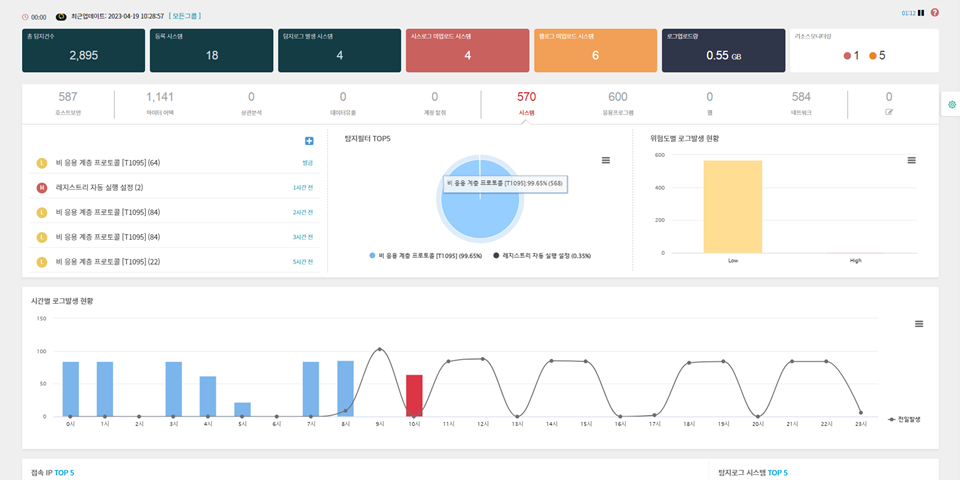 00:00 최근업데이트: 2023-04-19 10:28:57 [ 모든그룹 ] 01:12
총 탐지건수 등록 시스템 탐지로그 발생 시스템 시스로그 미업로드 시스템 웹로그 미업로드 시스템 로그업로드량 리소스모니터링
2,895 18 4 4 6 0.55 GB 1 5
587 1,141 0 0 0 570 600 0 584 0
호스트보안 마이터어택 상관분석 데이터유출 계정 탈취 시스템 응용프로그램 웹 네트워크
탐지필터 TOP5 위험도별 로그발생 현황
L 비 응용 계층 프로토콜 [T1095] (64) 방금
H 레지스트리 자동 실행 설정 (2) 1시간 전
L 비 응용 계층 프로토콜 [T1095] (84) 2시간 전
L 비 응용 계층 프로토콜 [T1095] (84) 3시간 전
L 비 응용 계층 프로토콜 [T1095] (22) 5시간 전
비 응용 계층 프로토콜 [T1095]:99.65% (568)
비 응용 계층 프로토콜 [T1095] (99.65%) 레지스트리 자동 실행 설정 (0.35%)
600
400
200
0
Low High
시간별 로그발생 현황
150
100
50
0
0시 1시 2시 3시 4시 5시 6시 7시 8시 9시 10시 11시 12시 13시 14시 15시 16시 17시 18시 19시 20시 21시 22시 23시
전일발생
접속 IP TOP 5 탐지로그 시스템 TOP 5